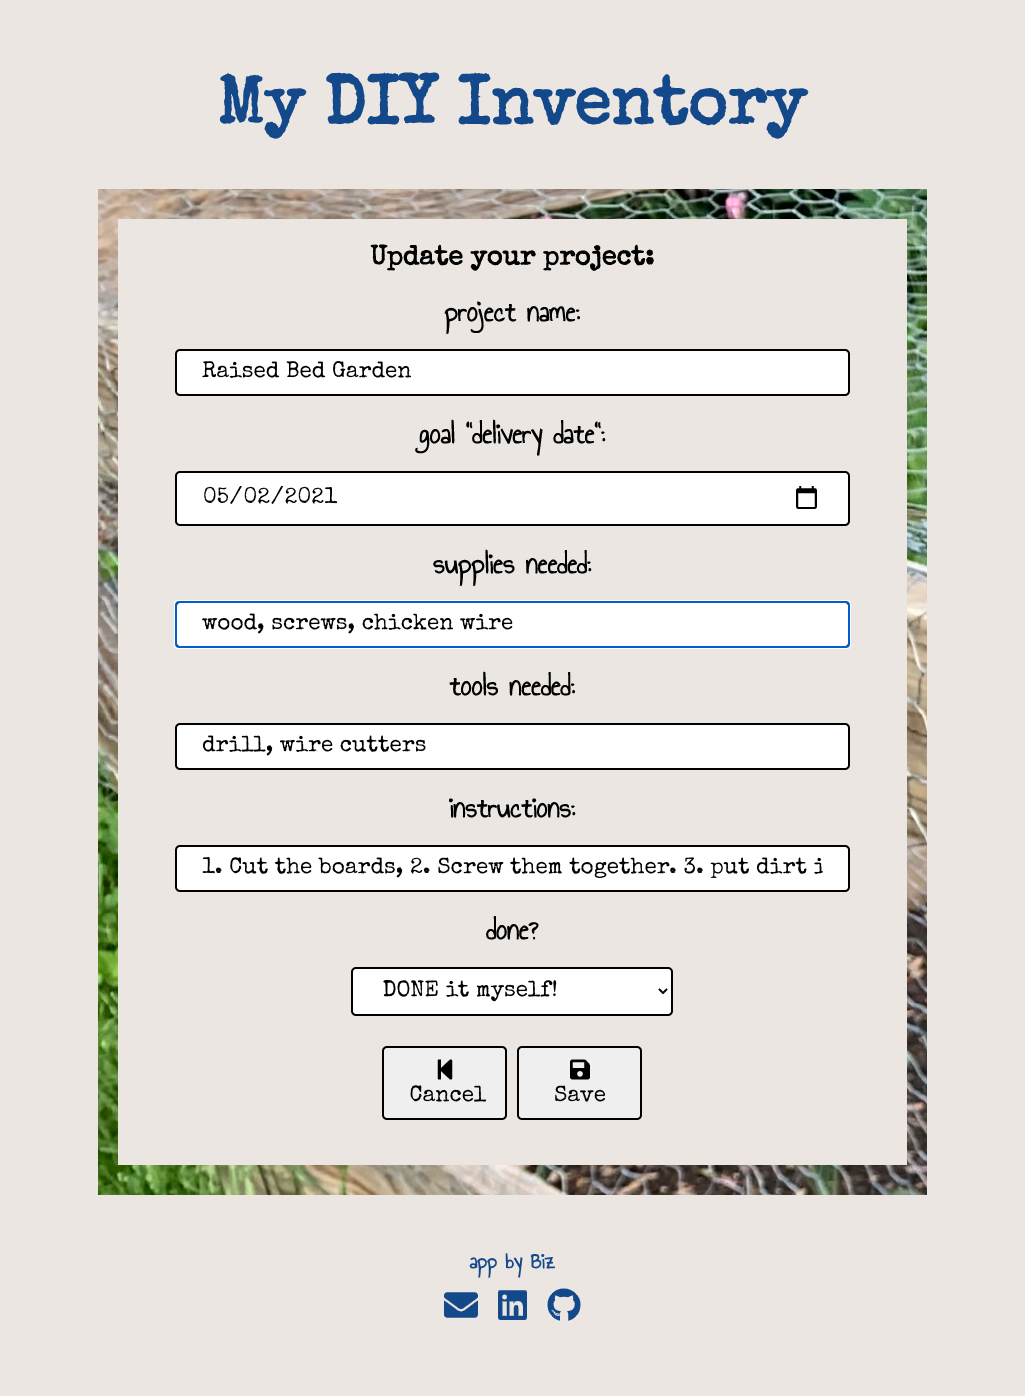 My DIY Inventory
Update your project:
project name:
Raised Bed Garden
goal "delivery date":
05/02/2021
supplies needed:
wood, screws, chicken wire
tools needed:
drill, wire cutters
instructions:
1. Cut the boards, 2. Screw them together. 3. put dirt i
done?
DONE it myself!
Cancel
Save
app by Biz
in